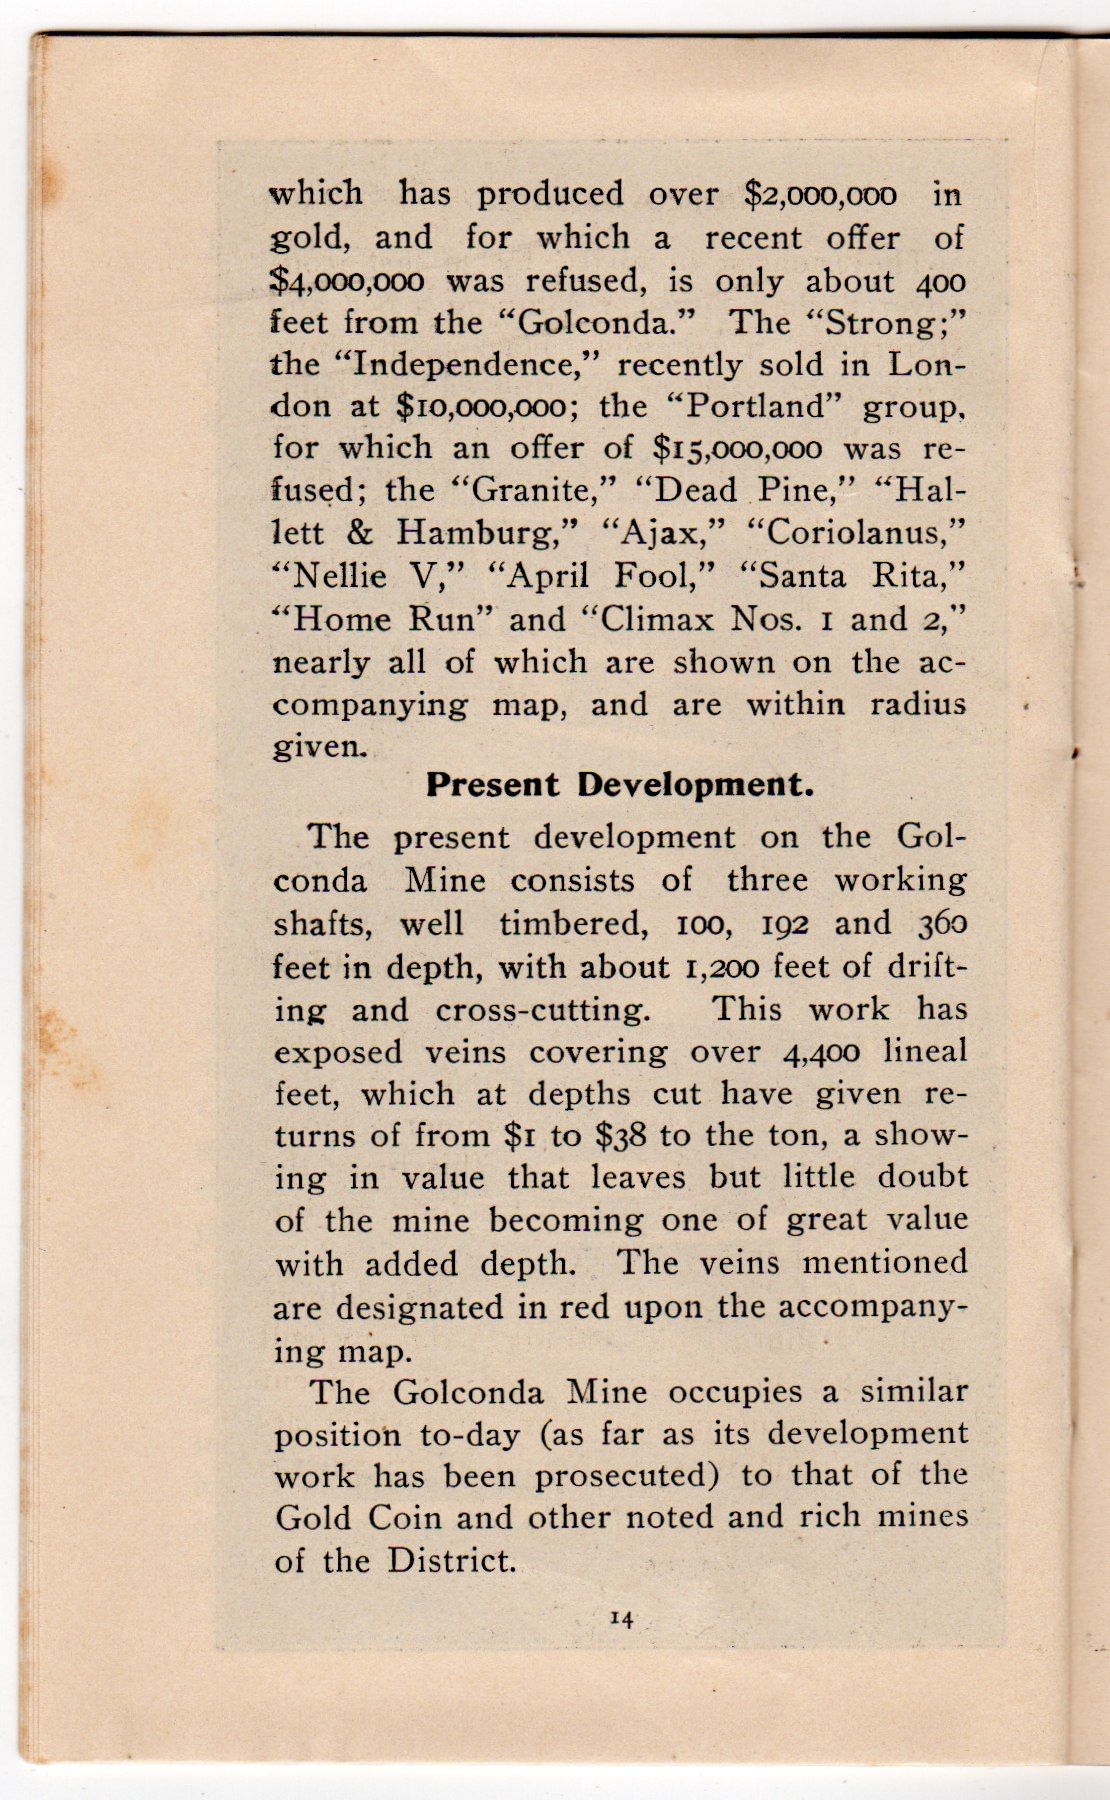 which has produced over $2,000,000 in
gold, and for which a recent offer of
$4,000,000 was refused, is only about 400
feet from the “Golconda.” The “Strong;”
the “Independence,” recently sold in Lon-
don at $10,000,000; the “Portland” group,
for which an offer of $15,000,000 was re-
fused; the “Granite,” “Dead Pine,” “Hal-
lett & Hamburg,” “Ajax,” “Coriolanus,”
“Nellie V,” “April Fool,” “Santa Rita,”
“Home Run” and “Climax Nos. 1 and 2,”
nearly all of which are shown on the ac-
companying map, and are within radius
given.
Present Development.
The present development on the Gol-
conda Mine consists of three working
shafts, well timbered, 100, 192 and 360
feet in depth, with about 1,200 feet of drift-
ing and cross-cutting. This work has
exposed veins covering over 4,400 lineal
feet, which at depths cut have given re-
turns of from $1 to $38 to the ton, a show-
ing in value that leaves but little doubt
of the mine becoming one of great value
with added depth. The veins mentioned
are designated in red upon the accompany-
ing map.
The Golconda Mine occupies a similar
position to-day (as far as its development
work has been prosecuted) to that of the
Gold Coin and other noted and rich mines
of the District.
14